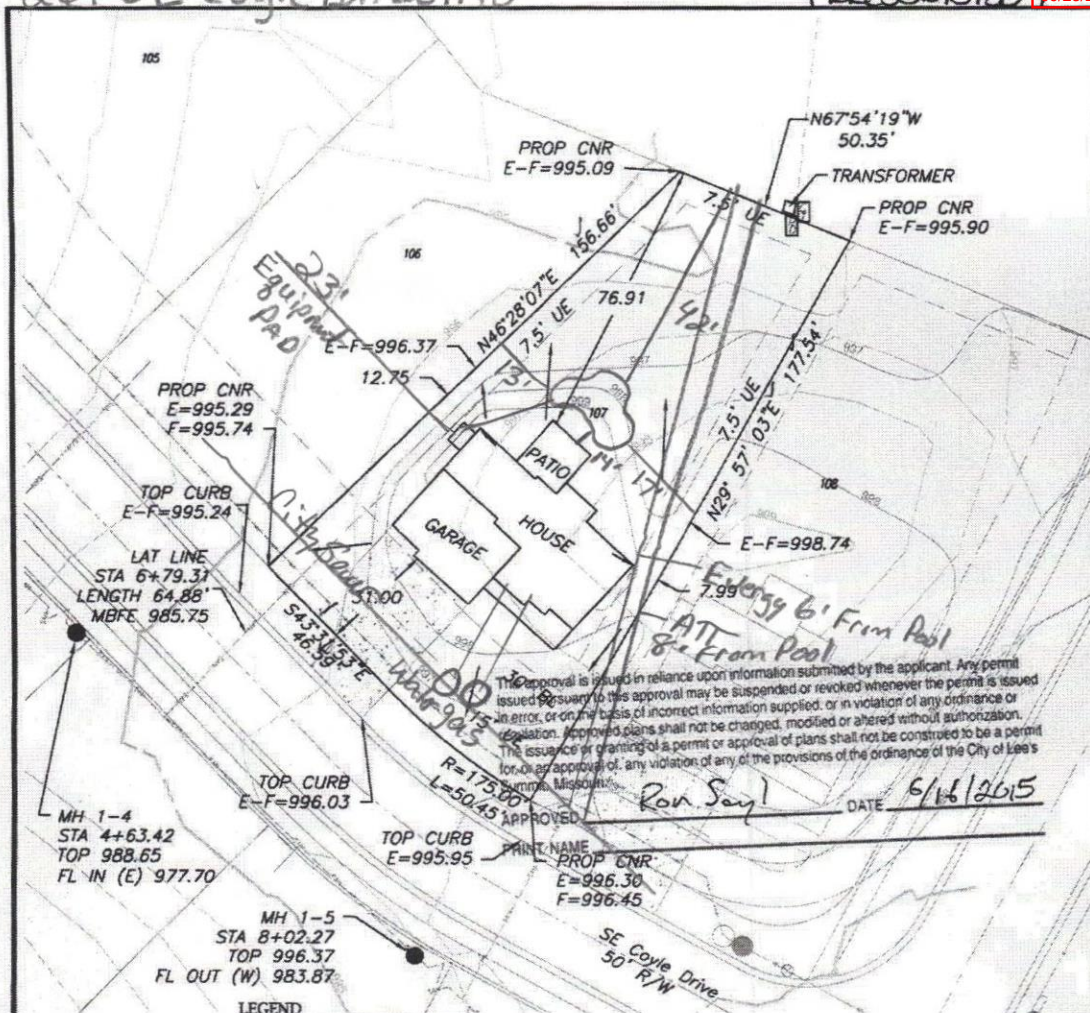 105
N67°54'19"W
50.35'
PROP CNR
E-F=995.09
TRANSFORMER
7.5' UE
PROP CNR
E-F=995.90
106
156.66'
N46°28'07"E
23'
Equipment
PAD
76.91
42'
7.5' UE
E-F=996.37
13'
12.75
997
997
107
PROP CNR
E=995.29
F=995.74
7.5' UE
177.54'
N29° 57' 03"E
PATIO
14'
17'
108
TOP CURB
E-F=995.24
GARAGE
HOUSE
E-F=998.74
LAT LINE
STA 6+79.31
LENGTH 64.88'
MBFE 985.75
31.00
7.99
Evergy 6' From Pool
ATT
8' From Pool
S43°31'53"E
46.59'
Water
gas
This approval is issued in reliance upon information submitted by the applicant. Any permit
issued pursuant to this approval may be suspended or revoked whenever the permit is issued
in error, or on the basis of incorrect information supplied, or in violation of any ordinance or
regulation. Approved plans shall not be changed, modified or altered without authorization.
The issuance or granting of a permit or approval of plans shall not be construed to be a permit
for, or an approval of, any violation of any of the provisions of the ordinance of the City of Lee's
Summit, Missouri.
R=175.00'
L=50.45'
TOP CURB
E-F=996.03
APPROVED
DATE 6/16/2015
PRINT NAME
MH 1-4
STA 4+63.42
TOP 988.65
FL IN (E) 977.70
TOP CURB
E=995.95
PROP CNR
E=996.30
F=996.45
MH 1-5
STA 8+02.27
TOP 996.37
FL OUT (W) 983.87
SE Coyle Drive
50' R/W
LEGEND